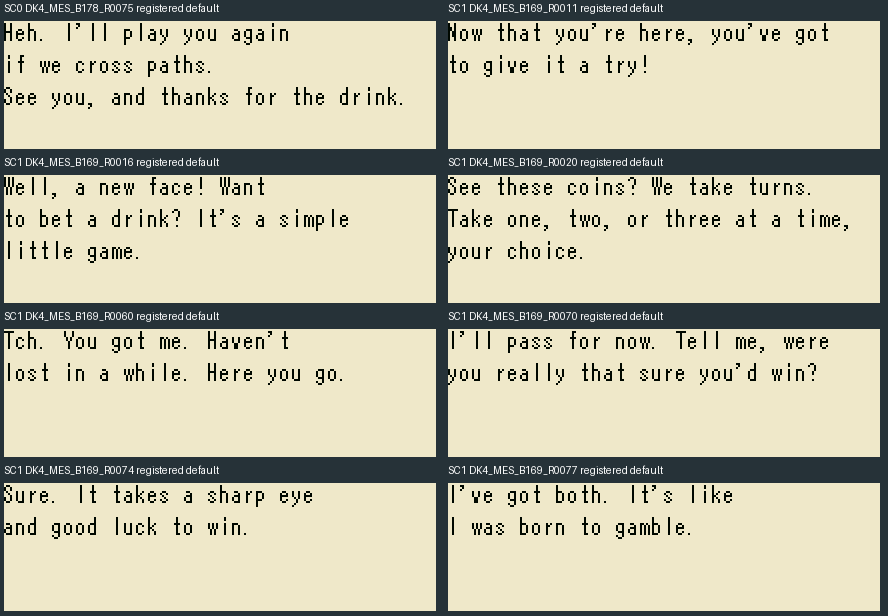 SC0 DK4_MES_B178_R0075 registered default
Heh. I'll play you again
if we cross paths.
See you, and thanks for the drink.
SC1 DK4_MES_B169_R0011 registered default
Now that you're here, you've got
to give it a try!
SC1 DK4_MES_B169_R0016 registered default
Well, a new face! Want
to bet a drink? It's a simple
little game.
SC1 DK4_MES_B169_R0020 registered default
See these coins? We take turns.
Take one, two, or three at a time,
your choice.
SC1 DK4_MES_B169_R0060 registered default
Tch. You got me. Haven't
lost in a while. Here you go.
SC1 DK4_MES_B169_R0070 registered default
I'll pass for now. Tell me, were
you really that sure you'd win?
SC1 DK4_MES_B169_R0074 registered default
Sure. It takes a sharp eye
and good luck to win.
SC1 DK4_MES_B169_R0077 registered default
I've got both. It's like
I was born to gamble.